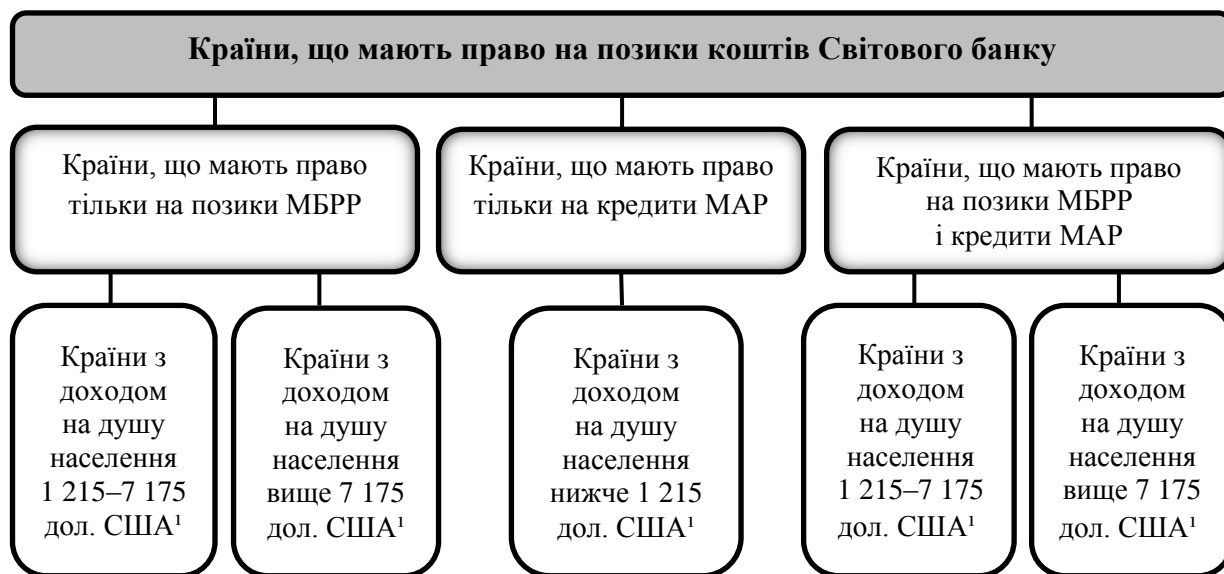 Країни, що мають право на позики коштів Світового банку
Країни, що мають право
тільки на позики МБРР
Країни, що мають право
тільки на кредити МАР
Країни, що мають право
на позики МБРР
і кредити МАР
Країни з
доходом
на душу
населення
1 215–7 175
дол. США¹
Країни з
доходом
на душу
населення
вище 7 175
дол. США¹
Країни з
доходом
на душу
населення
нижче 1 215
дол. США¹
Країни з
доходом
на душу
населення
1 215–7 175
дол. США¹
Країни з
доходом
на душу
населення
вище 7 175
дол. США¹